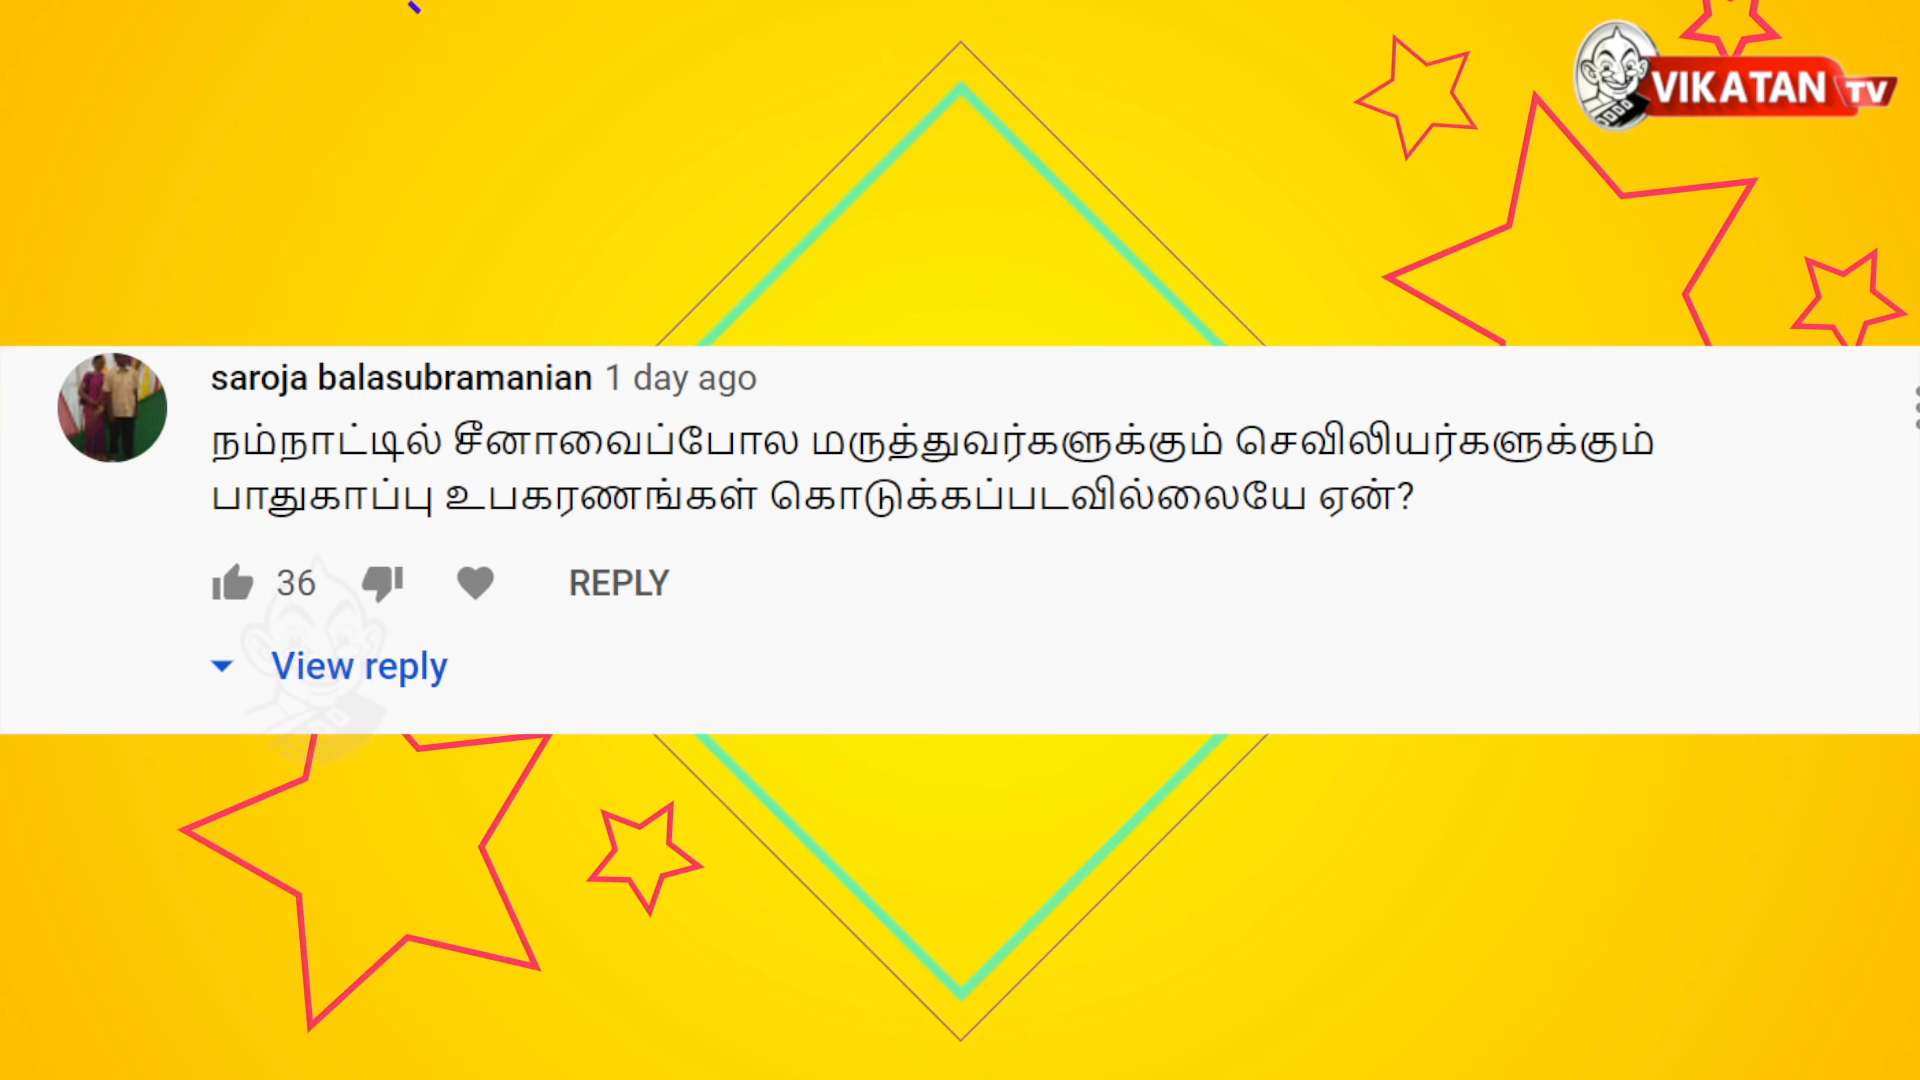 VIKATAN TV
saroja balasubramanian 1 day ago
நம்நாட்டில் சீனாவைப்போல மருத்துவர்களுக்கும் செவிலியர்களுக்கும்
பாதுகாப்பு உபகரணங்கள் கொடுக்கப்படவில்லையே ஏன்?
36 REPLY
View reply